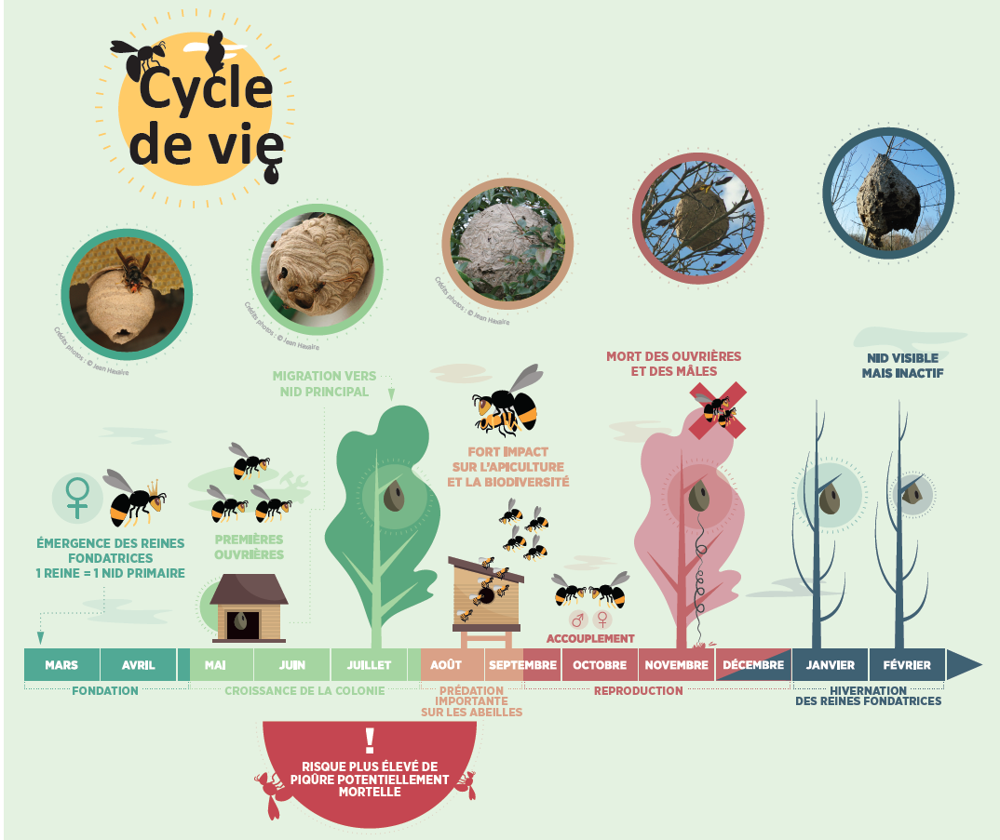 Cycle
de vie
Crédits photos : © Jean Haxaire
Crédits photos : © Jean Haxaire
Crédits photos : © Jean Haxaire
MIGRATION VERS
NID PRINCIPAL
MORT DES OUVRIÈRES
ET DES MÂLES
NID VISIBLE
MAIS INACTIF
FORT IMPACT
SUR L'APICULTURE
ET LA BIODIVERSITÉ
ÉMERGENCE DES REINES
FONDATRICES
1 REINE = 1 NID PRIMAIRE
PREMIÈRES
OUVRIÈRES
ACCOUPLEMENT
MARS AVRIL MAI JUIN JUILLET AOÛT SEPTEMBRE OCTOBRE NOVEMBRE DÉCEMBRE JANVIER FÉVRIER
FONDATION
CROISSANCE DE LA COLONIE
PRÉDATION
IMPORTANTE
SUR LES ABEILLES
REPRODUCTION
HIVERNATION
DES REINES FONDATRICES
!
RISQUE PLUS ÉLEVÉ DE
PIQÛRE POTENTIELLEMENT
MORTELLE